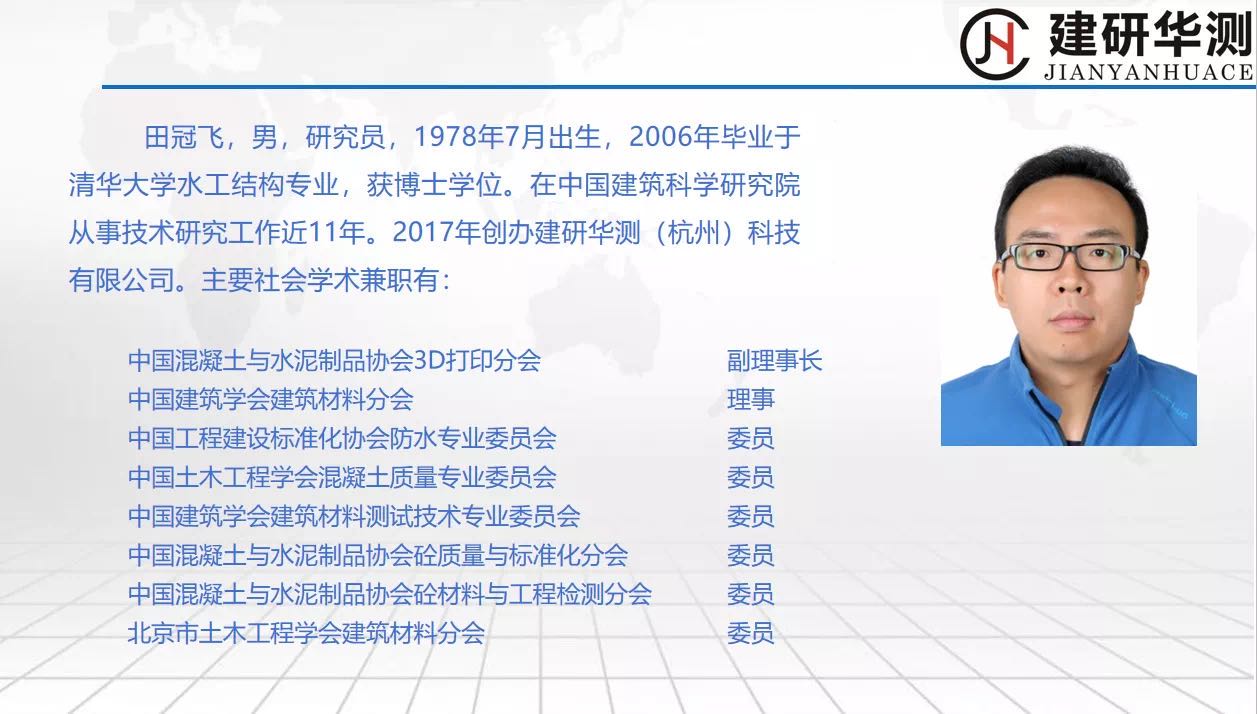 建研华测
JIANYANHUACE
田冠飞，男，研究员，1978年7月出生，2006年毕业于
清华大学水工结构专业，获博士学位。在中国建筑科学研究院
从事技术研究工作近11年。2017年创办建研华测（杭州）科技
有限公司。主要社会学术兼职有：
中国混凝土与水泥制品协会3D打印分会 副理事长
中国建筑学会建筑材料分会 理事
中国工程建设标准化协会防水专业委员会 委员
中国土木工程学会混凝土质量专业委员会 委员
中国建筑学会建筑材料测试技术专业委员会 委员
中国混凝土与水泥制品协会砼质量与标准化分会 委员
中国混凝土与水泥制品协会砼材料与工程检测分会 委员
北京市土木工程学会建筑材料分会 委员